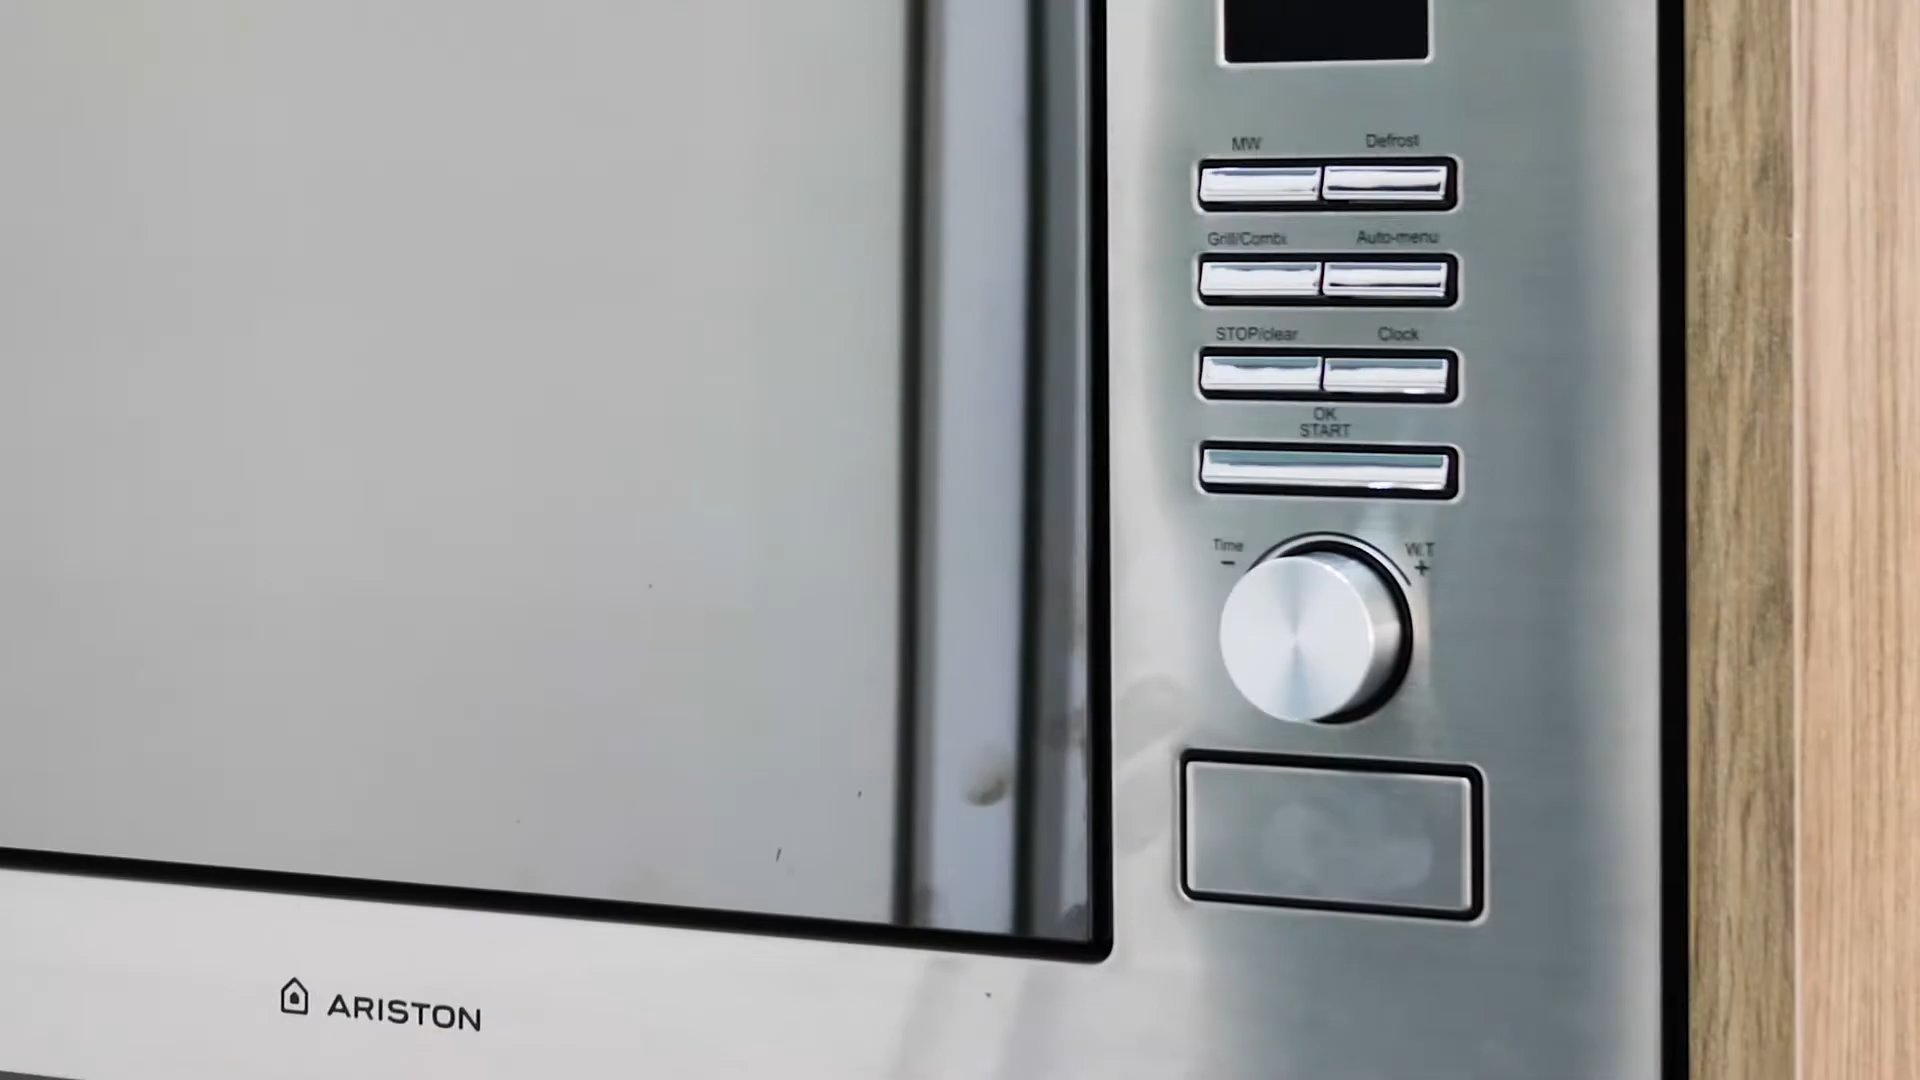 MW Defrost
Grill/Combi Auto-menu
STOP/clear Clock
OK
START
Time W.T
- +
ARISTON